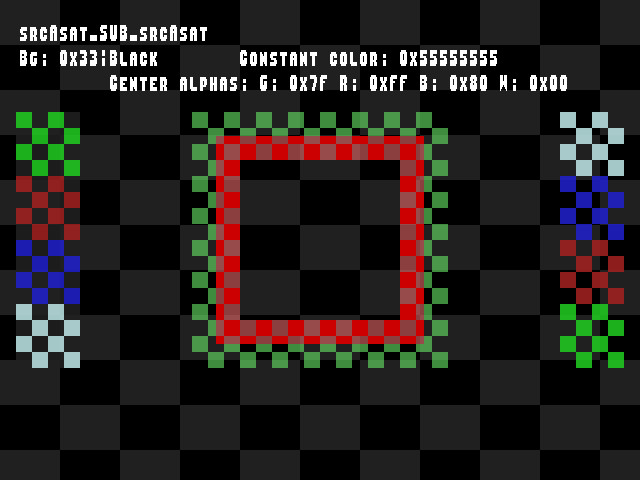 srcAsat_SUB_srcAsat
Bg: 0x33¦Black Constant color: 0x55555555
Center alphas: G: 0x7f R: 0xff B: 0x80 W: 0x00